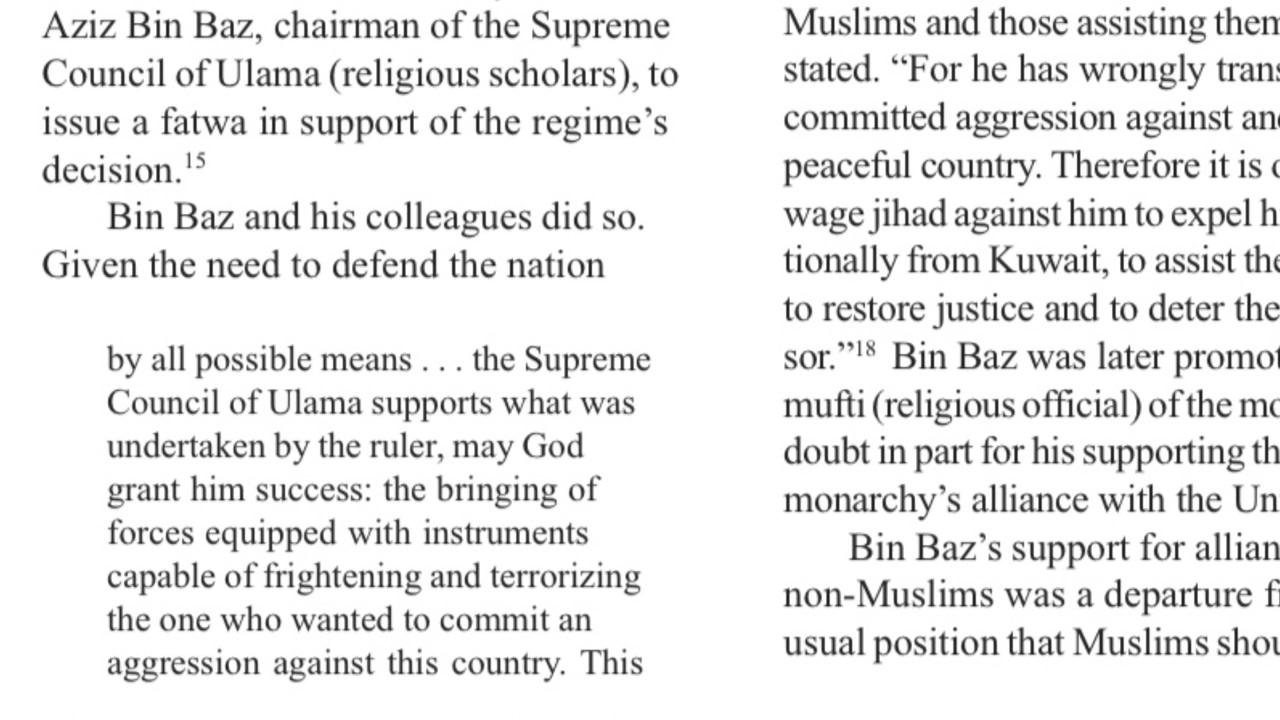 Aziz Bin Baz, chairman of the Supreme
Council of Ulama (religious scholars), to
issue a fatwa in support of the regime’s
decision.15
Bin Baz and his colleagues did so.
Given the need to defend the nation
by all possible means . . . the Supreme
Council of Ulama supports what was
undertaken by the ruler, may God
grant him success: the bringing of
forces equipped with instruments
capable of frightening and terrorizing
the one who wanted to commit an
aggression against this country. This
Muslims and those assisting them
stated. “For he has wrongly
committed aggression against
peaceful country. Therefore it is
wage jihad against him to expel
tionally from Kuwait, to assist
to restore justice and to deter the
sor.”18 Bin Baz was later
mufti (religious official) of the
doubt in part for his supporting
monarchy’s alliance with the
Bin Baz’s support for
non-Muslims was a departure
usual position that Muslims